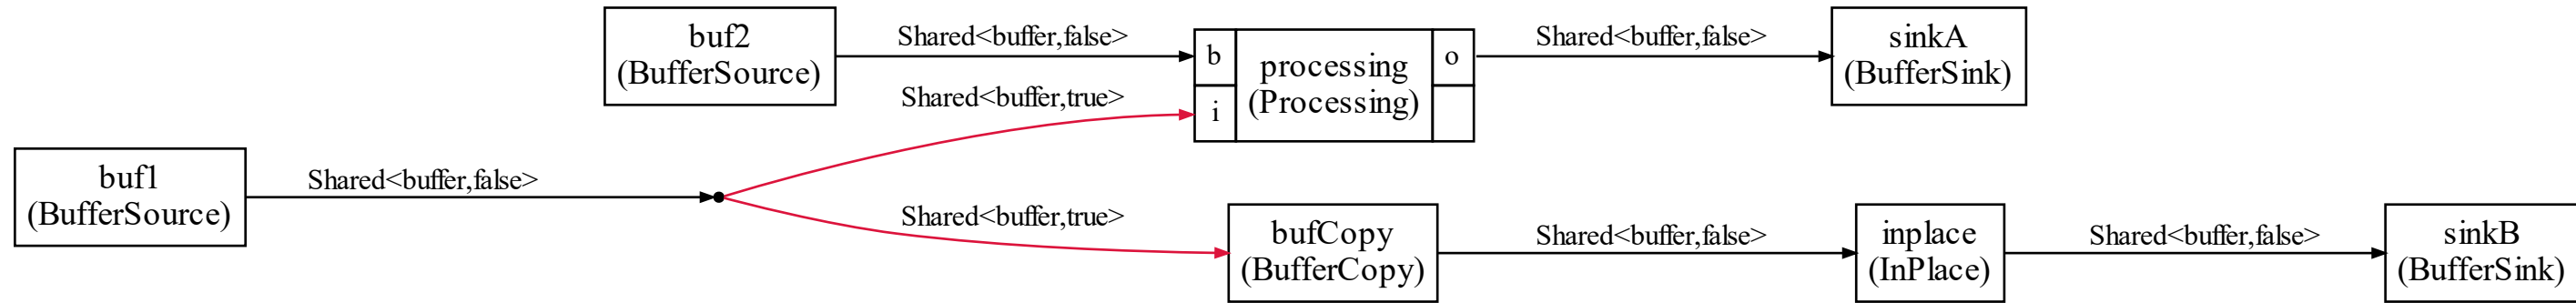 buf2
(BufferSource)
Shared<buffer,false>
b
i
processing
(Processing)
o
Shared<buffer,false>
sinkA
(BufferSink)
Shared<buffer,true>
buf1
(BufferSource)
Shared<buffer,false>
Shared<buffer,true>
bufCopy
(BufferCopy)
Shared<buffer,false>
inplace
(InPlace)
Shared<buffer,false>
sinkB
(BufferSink)